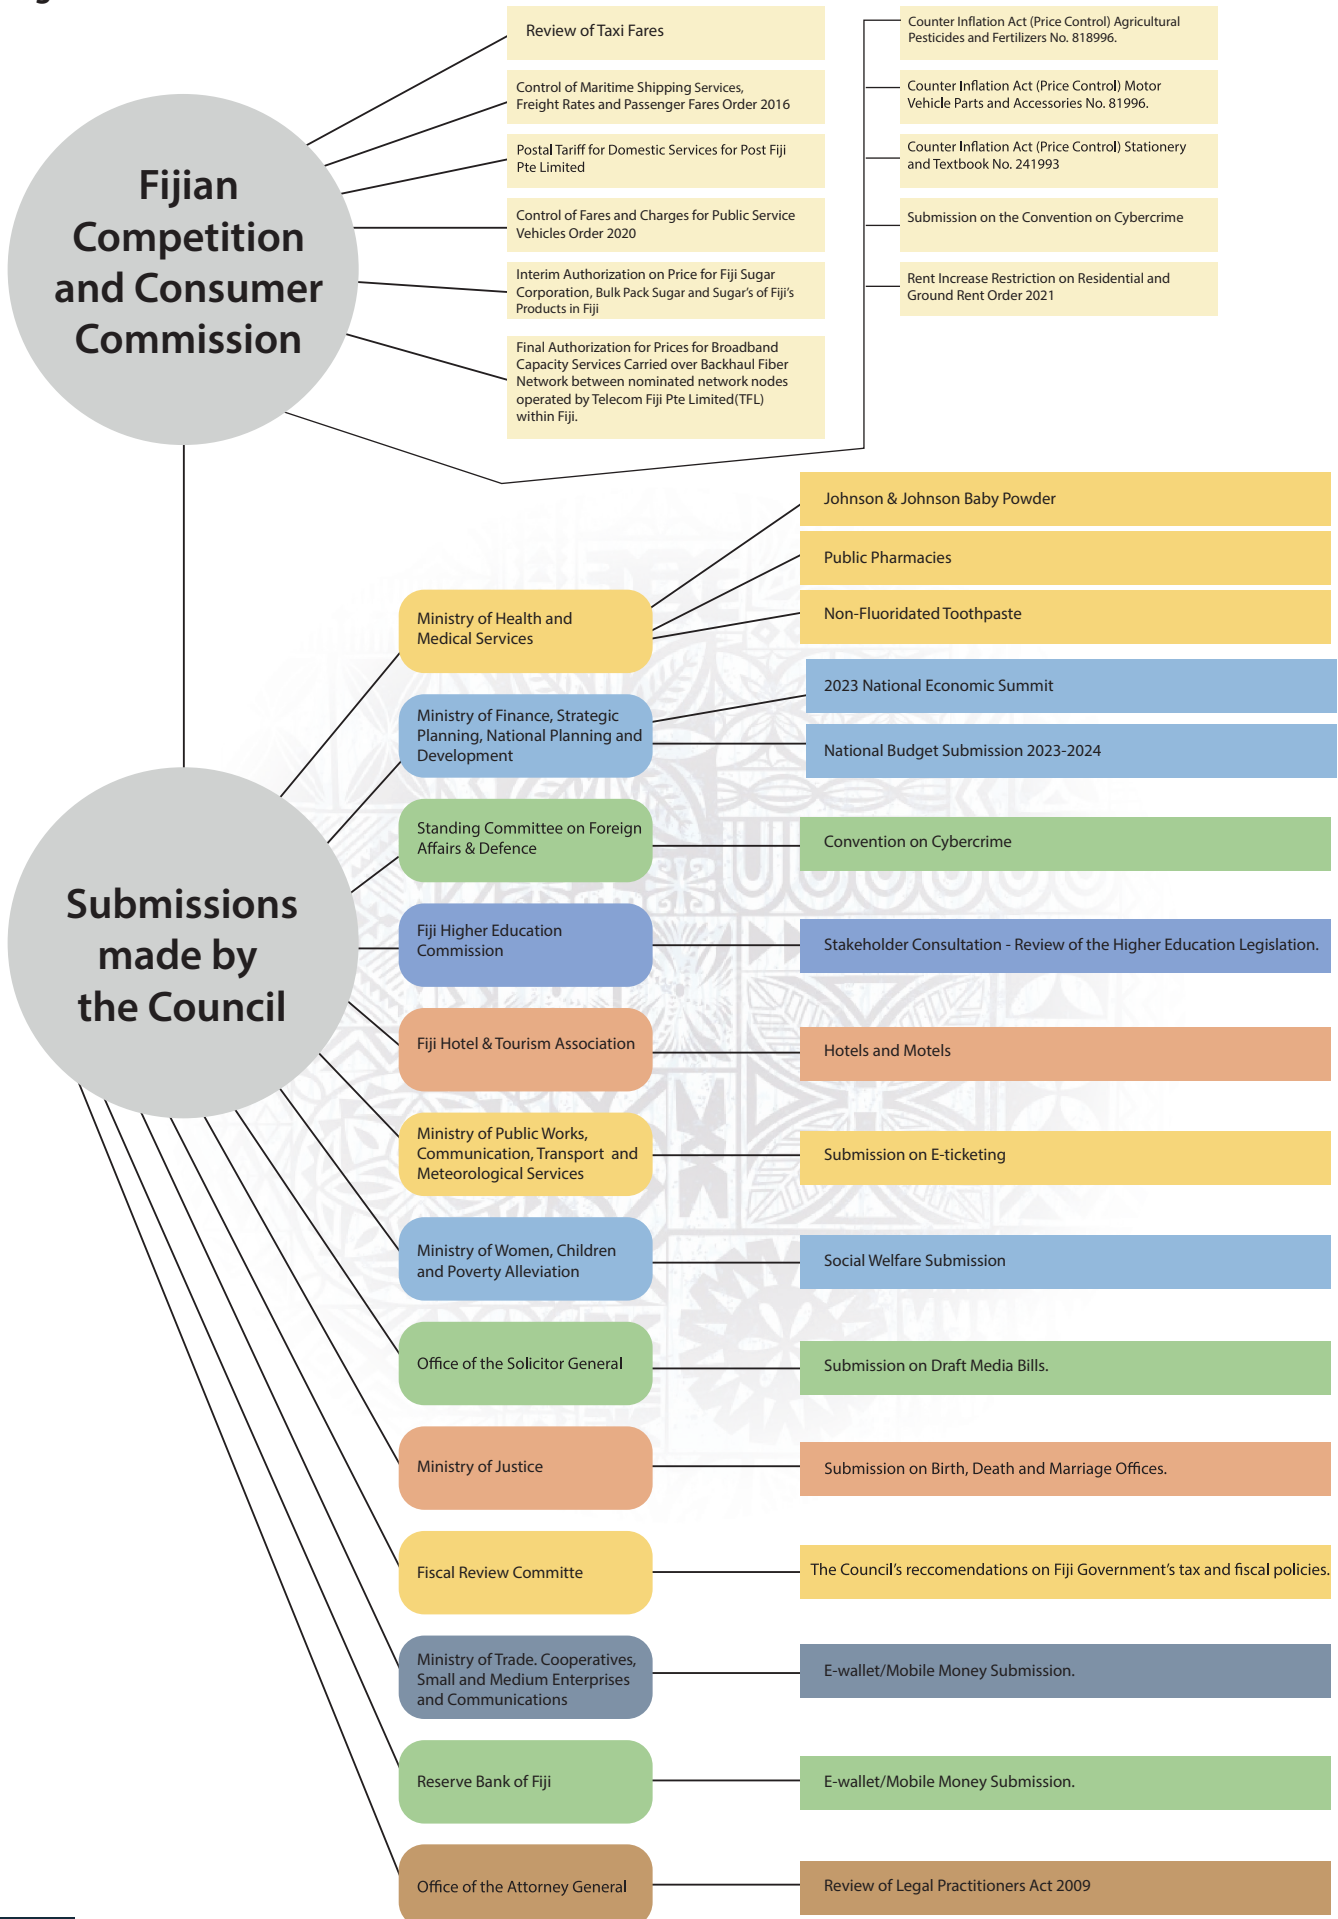 Fijian
Competition
and Consumer
Commission
Review of Taxi Fares
Control of Maritime Shipping Services,
Freight Rates and Passenger Fares Order 2016
Postal Tariff for Domestic Services for Post Fiji
Pte Limited
Control of Fares and Charges for Public Service
Vehicles Order 2020
Interim Authorization on Price for Fiji Sugar
Corporation, Bulk Pack Sugar and Sugar's of Fiji's
Products in Fiji
Final Authorization for Prices for Broadband
Capacity Services Carried over Backhaul Fiber
Network between nominated network nodes
operated by Telecom Fiji Pte Limited(TFL)
within Fiji.
Counter Inflation Act (Price Control) Agricultural
Pesticides and Fertilizers No. 818996.
Counter Inflation Act (Price Control) Motor
Vehicle Parts and Accessories No. 81996.
Counter Inflation Act (Price Control) Stationery
and Textbook No. 241993
Submission on the Convention on Cybercrime
Rent Increase Restriction on Residential and
Ground Rent Order 2021
Submissions
made by
the Council
Ministry of Health and
Medical Services
Johnson & Johnson Baby Powder
Public Pharmacies
Non-Fluoridated Toothpaste
Ministry of Finance, Strategic
Planning, National Planning and
Development
2023 National Economic Summit
National Budget Submission 2023-2024
Standing Committee on Foreign
Affairs & Defence
Convention on Cybercrime
Fiji Higher Education
Commission
Stakeholder Consultation - Review of the Higher Education Legislation.
Fiji Hotel & Tourism Association
Hotels and Motels
Ministry of Public Works,
Communication, Transport and
Meteorological Services
Submission on E-ticketing
Ministry of Women, Children
and Poverty Alleviation
Social Welfare Submission
Office of the Solicitor General
Submission on Draft Media Bills.
Ministry of Justice
Submission on Birth, Death and Marriage Offices.
Fiscal Review Committe
The Council's reccomendations on Fiji Government's tax and fiscal policies.
Ministry of Trade. Cooperatives,
Small and Medium Enterprises
and Communications
E-wallet/Mobile Money Submission.
Reserve Bank of Fiji
E-wallet/Mobile Money Submission.
Office of the Attorney General
Review of Legal Practitioners Act 2009